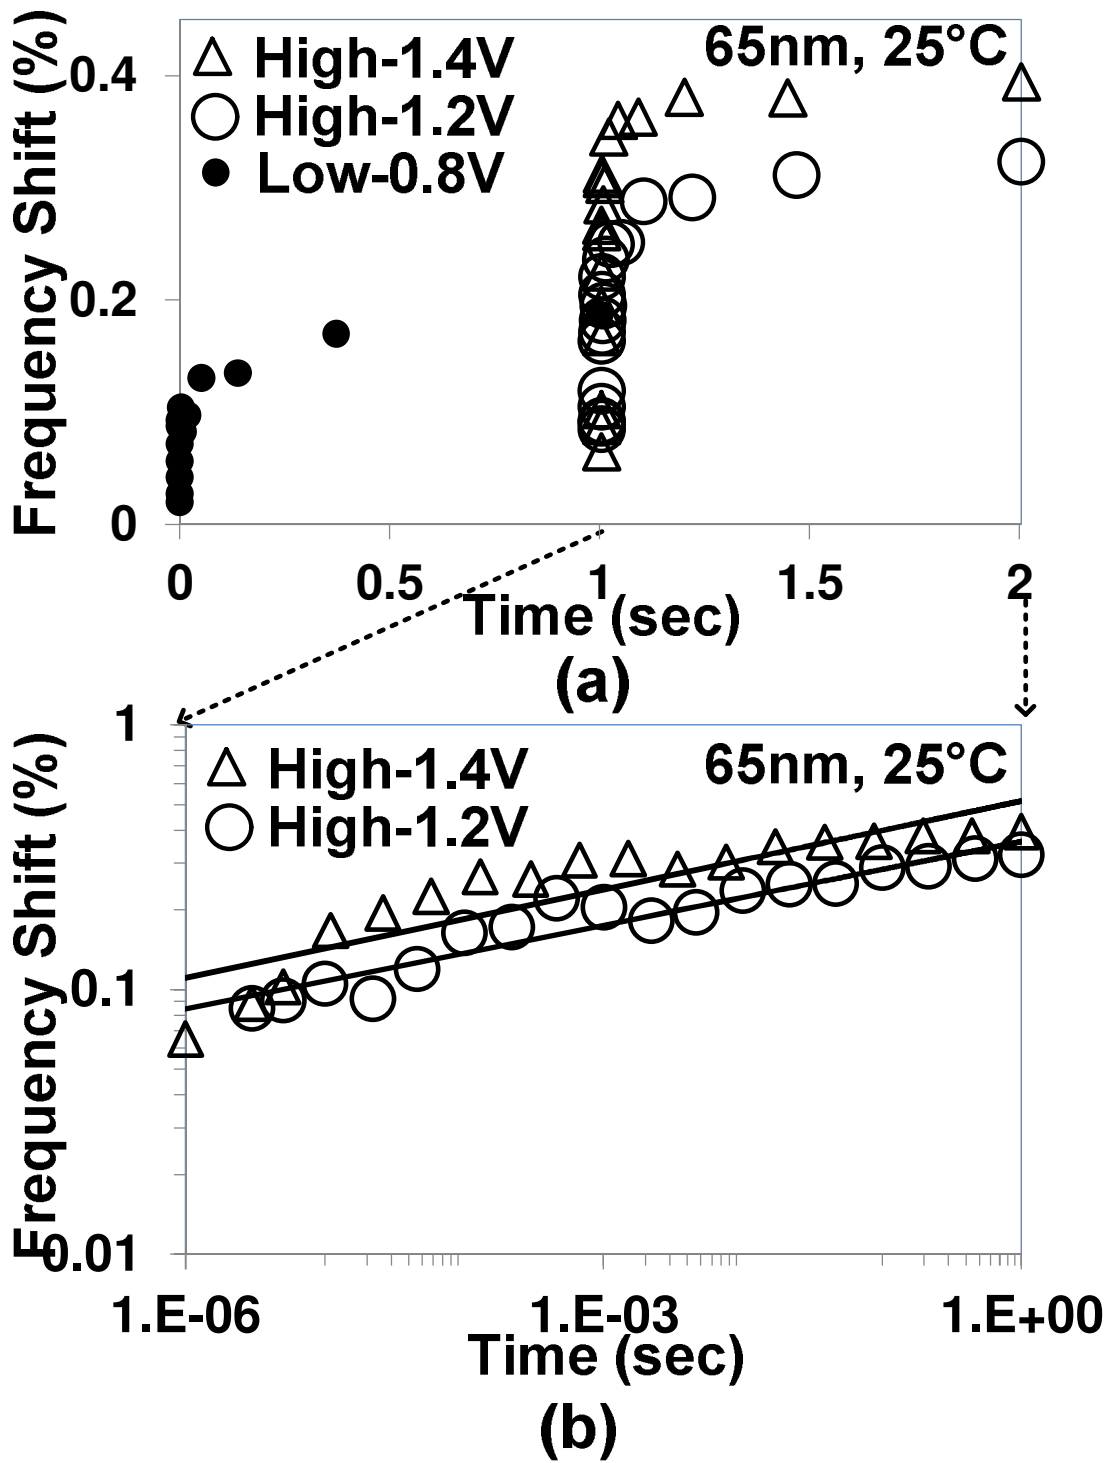 Frequency Shift (%)
High-1.4V
High-1.2V
Low-0.8V
65nm, 25°C
0.4
0.2
0
0 0.5 1 1.5 2
Time (sec)
(a)
Frequency Shift (%)
High-1.4V
High-1.2V
65nm, 25°C
1
0.1
0.01
1.E-06 1.E-03 1.E+00
Time (sec)
(b)